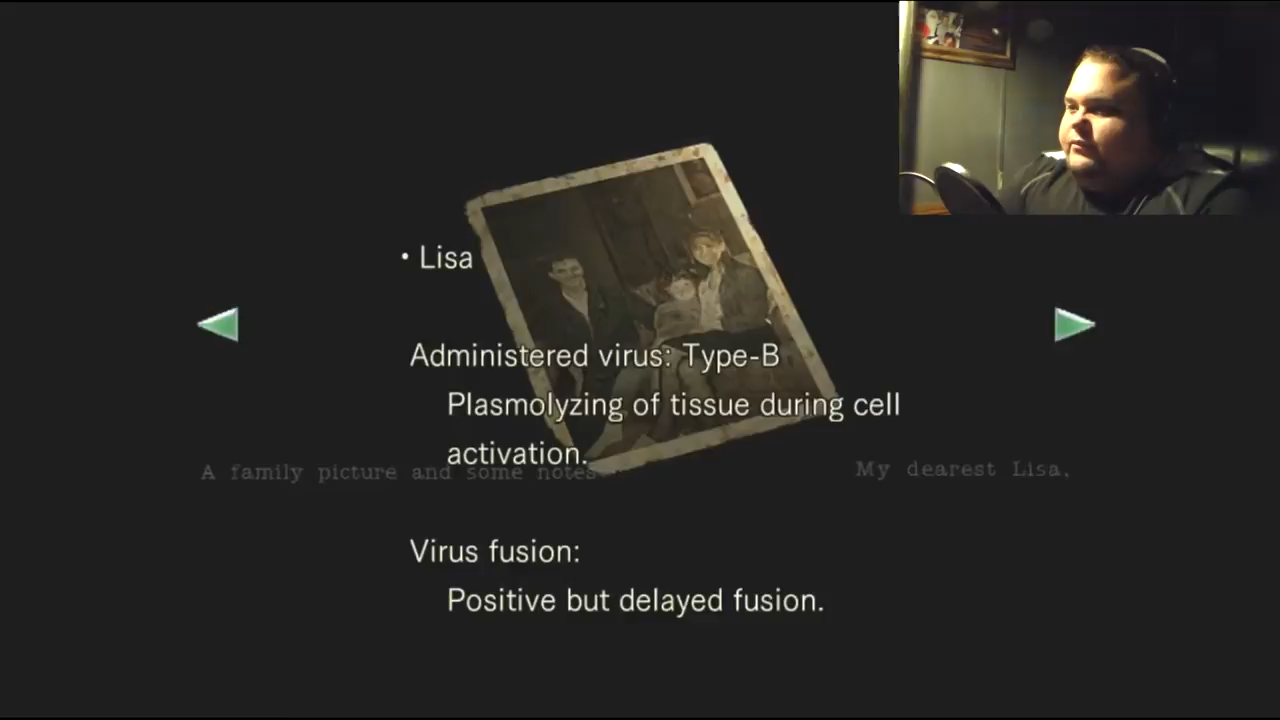 • Lisa
Administered virus: Type-B
Plasmolyzing of tissue during cell
activation.
A family picture and some notes
My dearest Lisa,
Virus fusion:
Positive but delayed fusion.